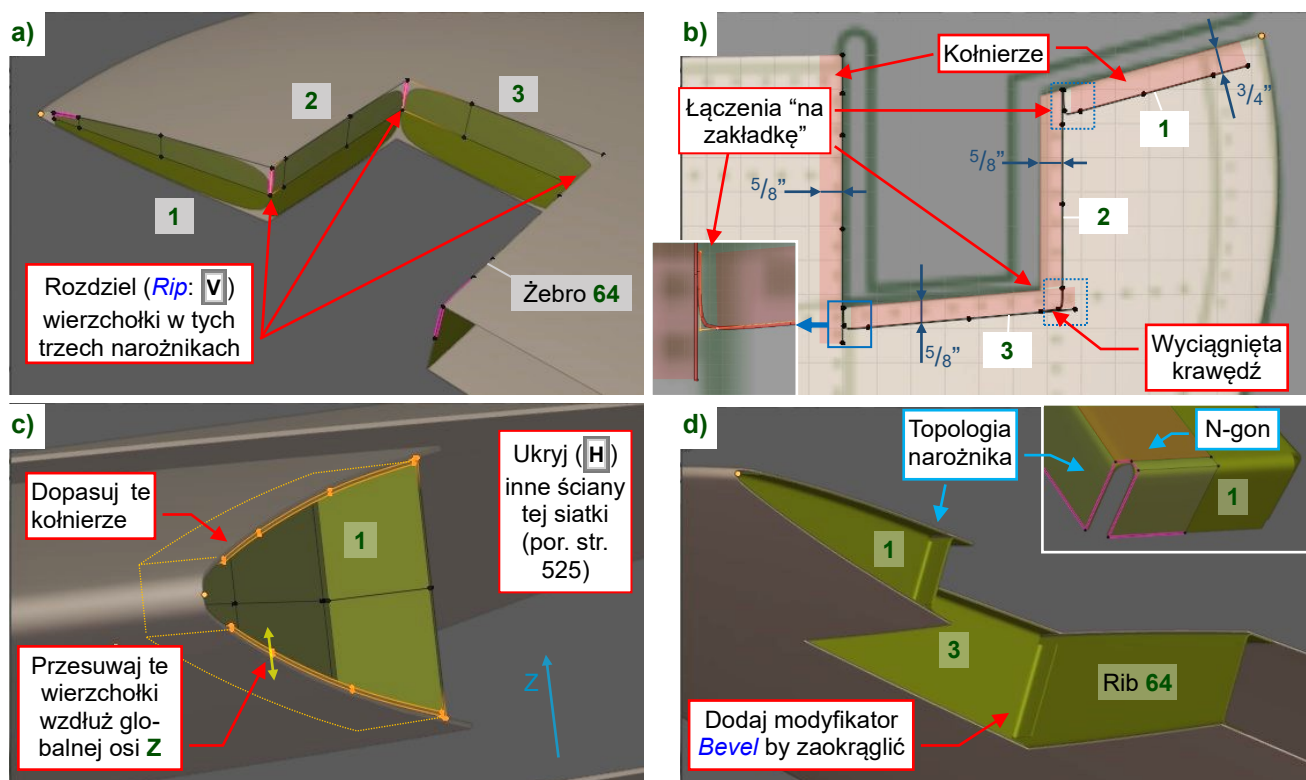 a)
1
2
3
Rozdziel (Rip: V)
wierzchołki w tych
trzech narożnikach
Żebro 64
b)
Kołnierze
Łączenia “na
zakładkę”
5/8”
5/8”
3/4”
1
2
3
5/8”
Wyciągnięta
krawędź
c)
Dopasuj te
kołnierze
1
Ukryj (H)
inne ściany
tej siatki
(por. str.
525)
Przesuwaj te
wierzchołki
wzdłuż glo-
balnej osi Z
Z
d)
Topologia
narożnika
N-gon
1
1
3
Rib 64
Dodaj modyfikator
Bevel by zaokrąglić